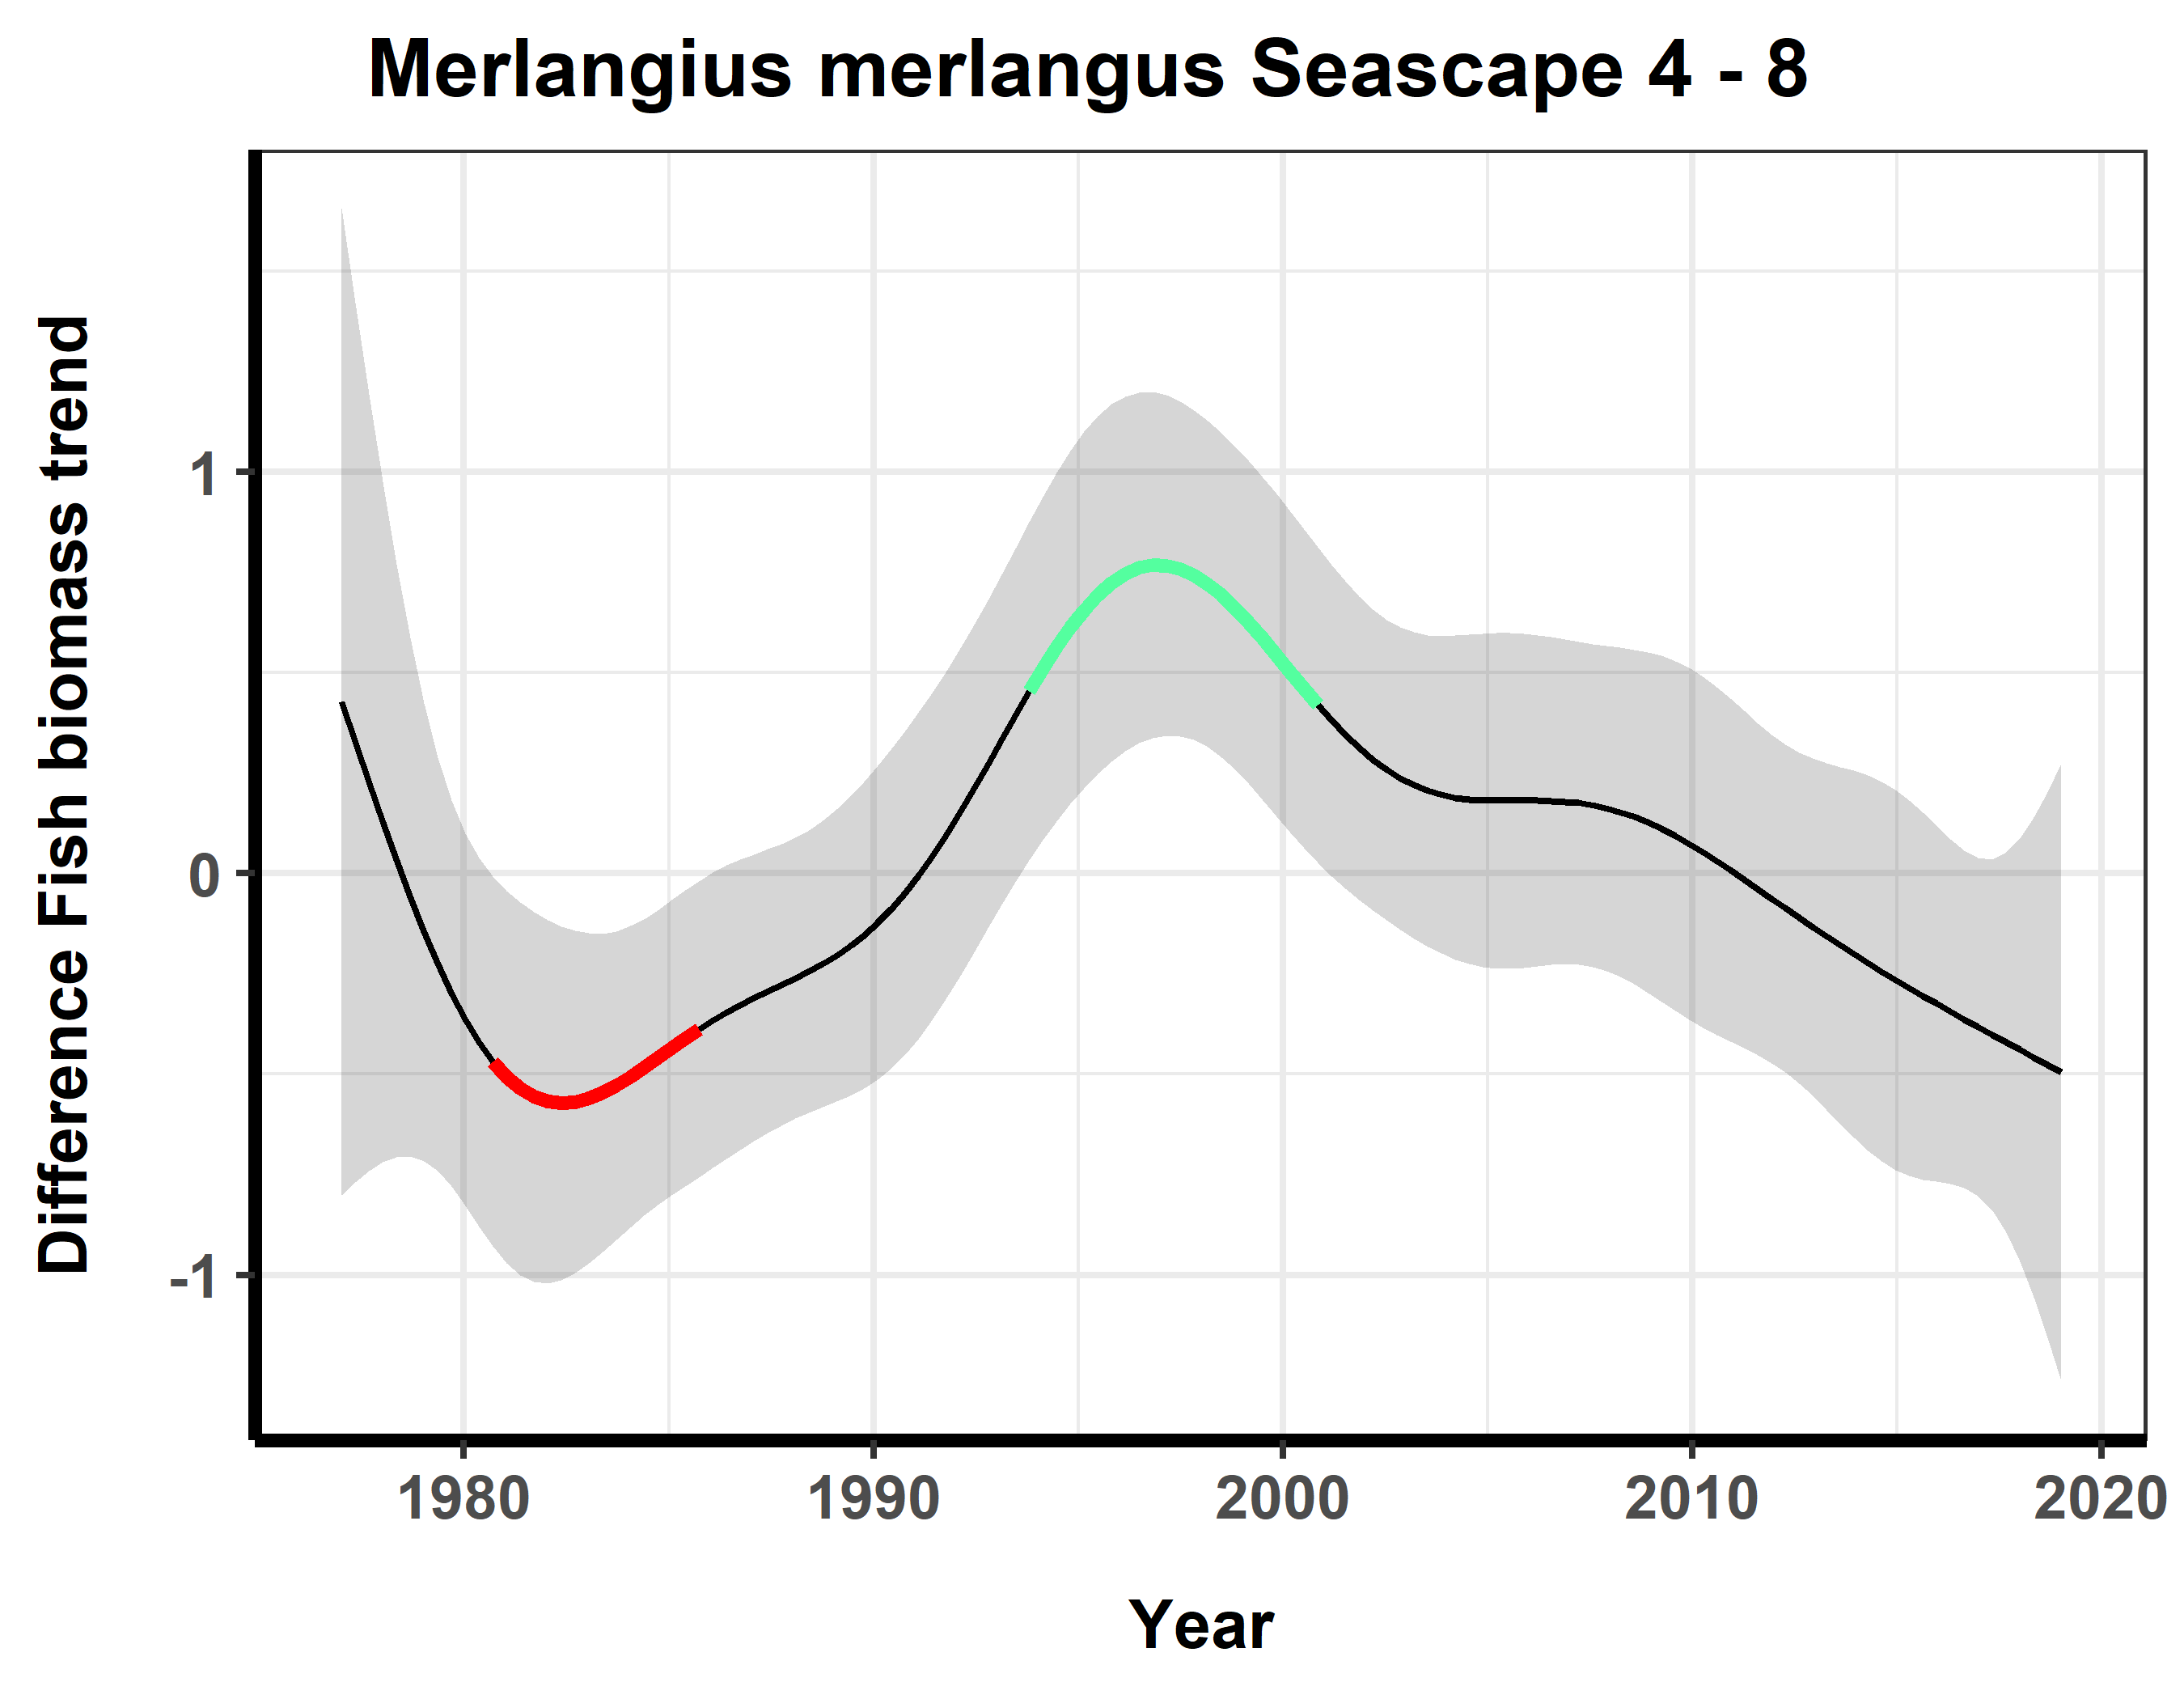 Merlangius merlangus Seascape 4 - 8
Difference Fish biomass trend
1
0
-1
1980 1990 2000 2010 2020
Year